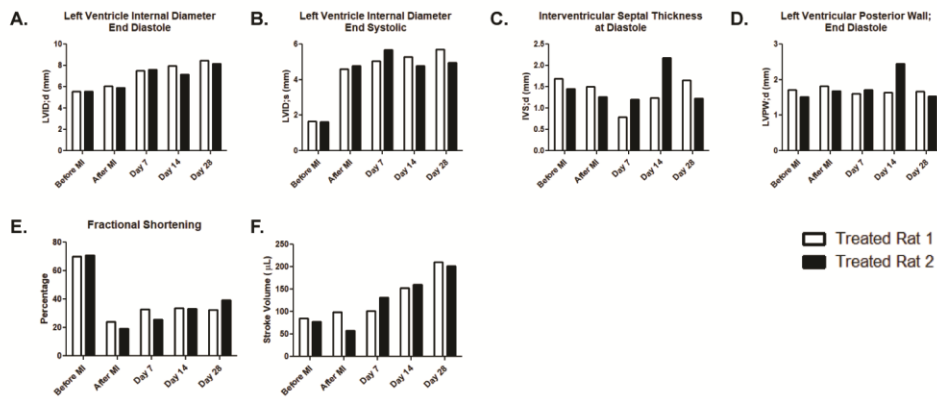 A.
Left Ventricle Internal Diameter
End Diastole
LVID;d (mm)
10
8
6
4
2
0
Before MI
After MI
Day 7
Day 14
Day 28
B.
Left Ventricle Internal Diameter
End Systolic
LVID;s (mm)
6
4
2
0
Before MI
After MI
Day 7
Day 14
Day 28
C.
Interventricular Septal Thickness
at Diastole
IVS;d (mm)
2.5
2.0
1.5
1.0
0.5
0.0
Before MI
After MI
Day 7
Day 14
Day 28
D.
Left Ventricular Posterior Wall;
End Diastole
LVPW;d (mm)
3
2
1
0
Before MI
After MI
Day 7
Day 14
Day 28
E.
Fractional Shortening
Percentage
80
60
40
20
0
Before MI
After MI
Day 7
Day 14
Day 28
F.
Stroke Volume (µL)
250
200
150
100
50
0
Before MI
After MI
Day 7
Day 14
Day 28
Treated Rat 1
Treated Rat 2